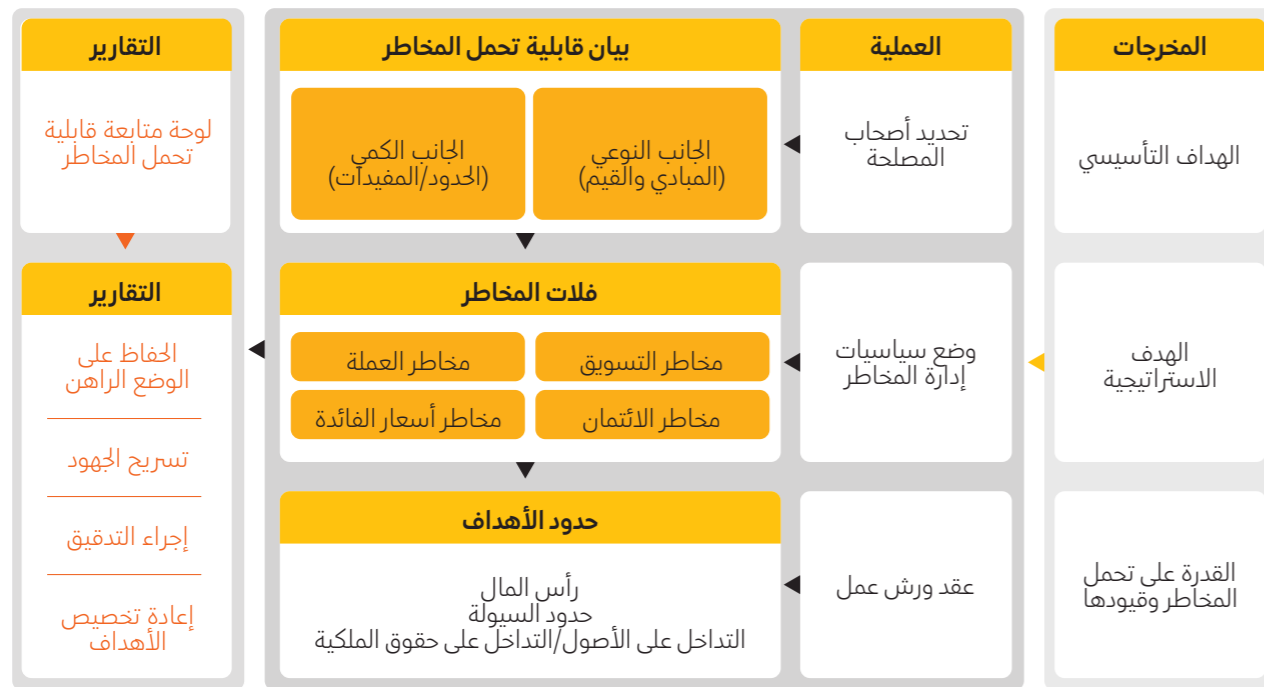 المخرجات
الهداف التأسيسي
الهدف
الاستراتيجية
القدرة على تحمل
المخاطر وقيودها
العملية
تحديد أصحاب
المصلحة
وضع سياسيات
إدارة المخاطر
عقد ورش عمل
بيان قابلية تحمل المخاطر
الجانب النوعي
(المبادي والقيم)
الجانب الكمي
(الحدود/المفيدات)
فلات المخاطر
مخاطر التسويق
مخاطر العملة
مخاطر الائتمان
مخاطر أسعار الفائدة
حدود الأهداف
رأس المال
حدود السيولة
التداخل على الأصول/التداخل على حقوق الملكية
التقارير
لوحة متابعة قابلية
تحمل المخاطر
التقارير
الحفاظ على
الوضع الراهن
تسريح الجهود
إجراء التدقيق
إعادة تخصيص
الأهداف